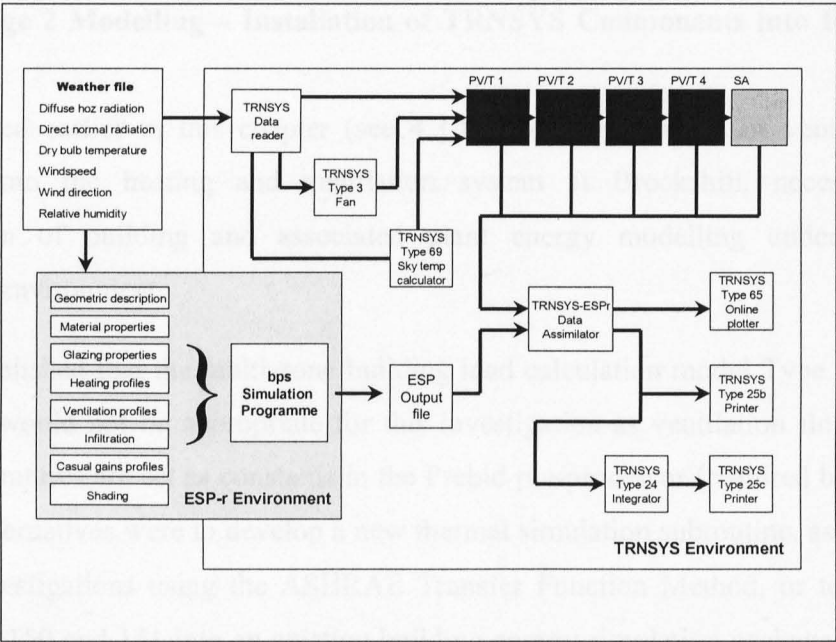 PV/T 1
PV/T 2
PV/T 3
PV/T 4
SA
Weather file
Diffuse hoz radiation
Direct normal radiation
Dry bulb temperature
Windspeed
Wind direction
Relative humidity
TRNSYS
Data
reader
TRNSYS
Type 3
Fan
TRNSYS
Type 69
Sky temp
calculator
Geometric description
Material properties
Glazing properties
Heating profiles
Ventilation profiles
Infiltration
Casual gains profiles
Shading
bps
Simulation
Programme
ESP-r Environment
ESP
Output
file
TRNSYS-ESPr
Data
Assimilator
TRNSYS
Type 65
Online
plotter
TRNSYS
Type 25b
Printer
TRNSYS
Type 24
Integrator
TRNSYS
Type 25c
Printer
TRNSYS Environment